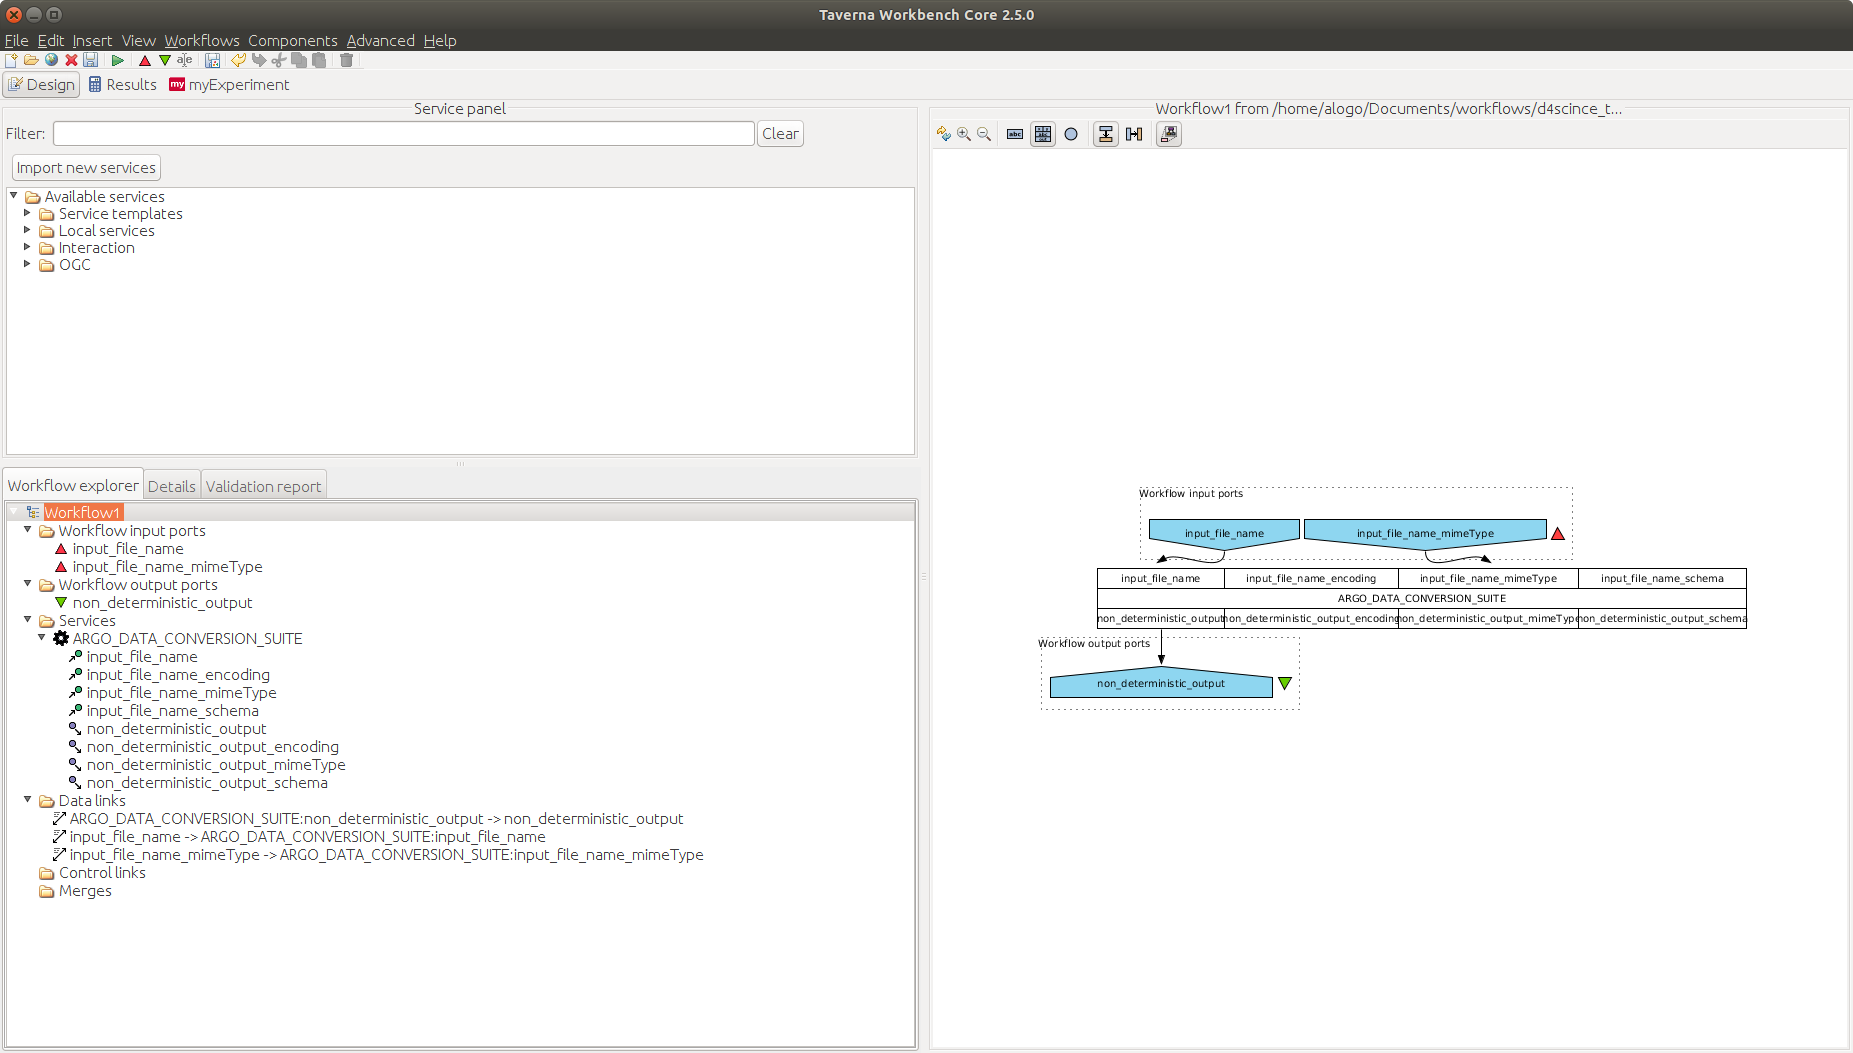 Taverna Workbench Core 2.5.0
File Edit Insert View Workflows Components Advanced Help
Design Results my myExperiment
Service panel
Filter: Clear
Import new services
Available services
Service templates
Local services
Interaction
OGC
Workflow explorer Details Validation report
Workflow1
Workflow input ports
input_file_name
input_file_name_mimeType
Workflow output ports
non_deterministic_output
Services
ARGO_DATA_CONVERSION_SUITE
input_file_name
input_file_name_encoding
input_file_name_mimeType
input_file_name_schema
non_deterministic_output
non_deterministic_output_encoding
non_deterministic_output_mimeType
non_deterministic_output_schema
Data links
ARGO_DATA_CONVERSION_SUITE:non_deterministic_output -> non_deterministic_output
input_file_name -> ARGO_DATA_CONVERSION_SUITE:input_file_name
input_file_name_mimeType -> ARGO_DATA_CONVERSION_SUITE:input_file_name_mimeType
Control links
Merges
Workflow1 from /home/alogo/Documents/workflows/d4scince_t...
abc
Workflow input ports
input_file_name input_file_name_mimeType
input_file_name input_file_name_encoding input_file_name_mimeType input_file_name_schema
ARGO_DATA_CONVERSION_SUITE
non_deterministic_output non_deterministic_output_encoding non_deterministic_output_mimeType non_deterministic_output_schema
Workflow output ports
non_deterministic_output